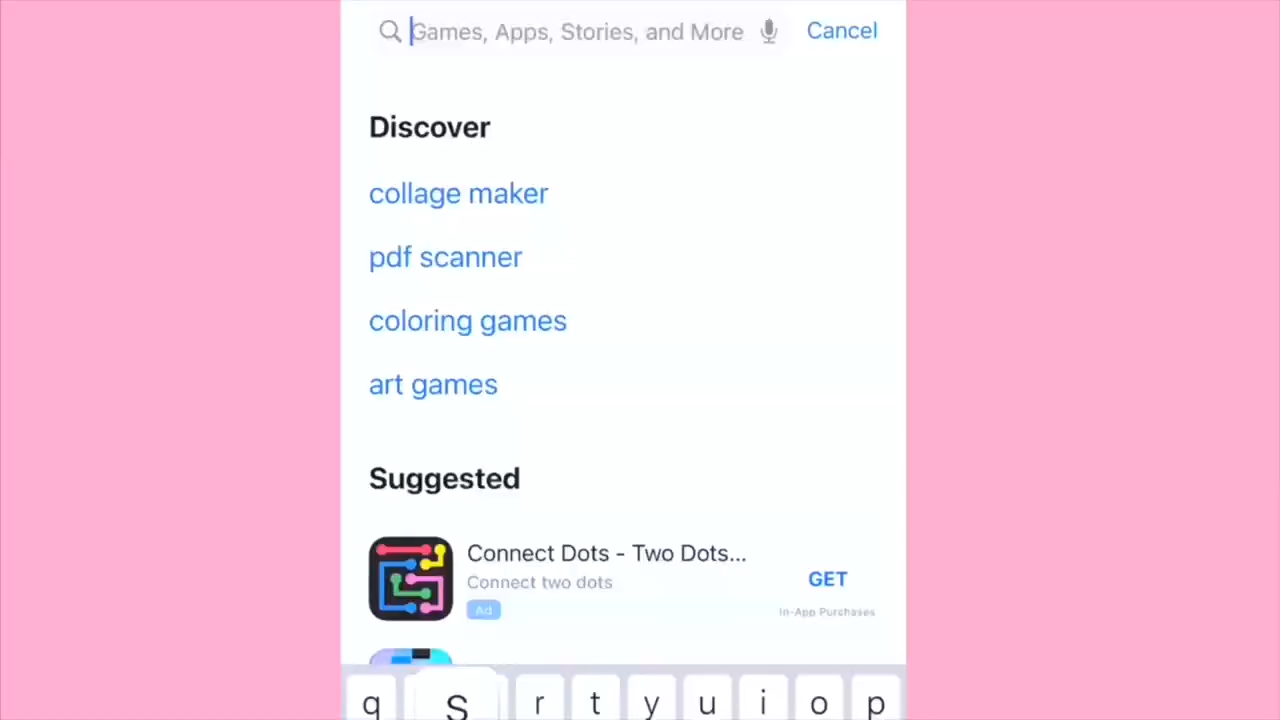 Games, Apps, Stories, and More
Cancel
Discover
collage maker
pdf scanner
coloring games
art games
Suggested
Connect Dots - Two Dots...
Connect two dots
GET
Ad
In-App Purchases
q s r t y u i o p